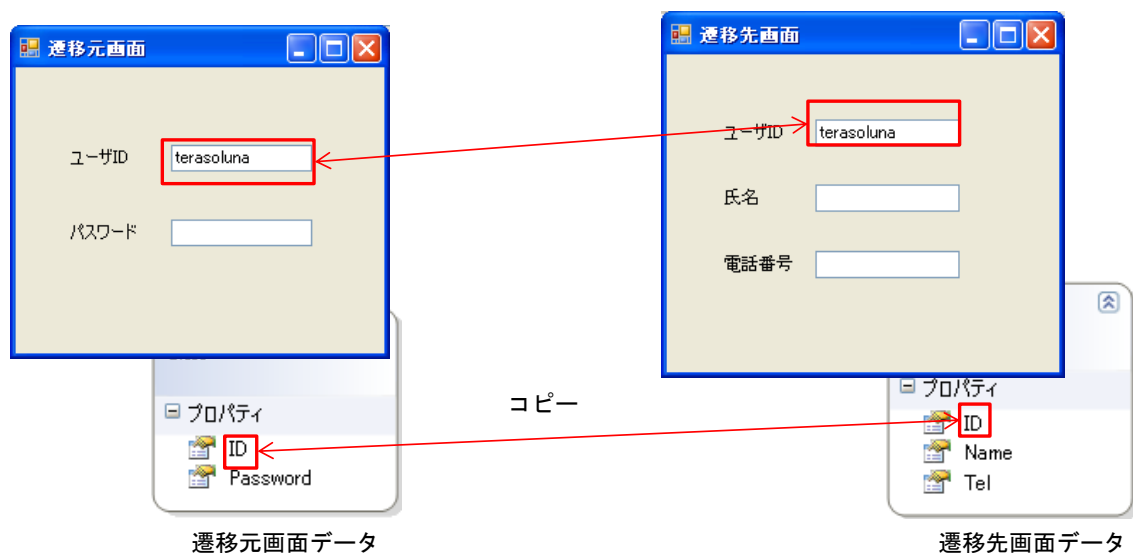 遷移元画面
ユーザID
terasoluna
パスワード
遷移先画面
ユーザID
terasoluna
氏名
電話番号
コピー
プロパティ
ID
Password
遷移元画面データ
プロパティ
ID
Name
Tel
遷移先画面データ